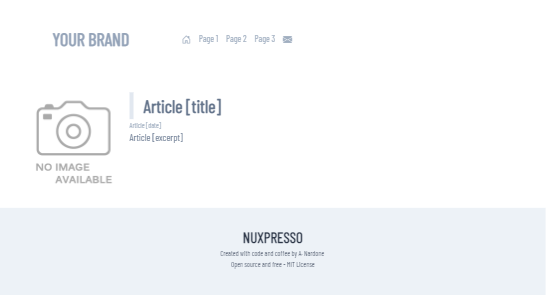 YOUR BRAND
Page 1 Page 2 Page 3
Article [title]
Article [date]
Article [excerpt]
NO IMAGE
AVAILABLE
NUXPRESSO
Created with code and coffee by A. Nardone
Open source and free - MIT License